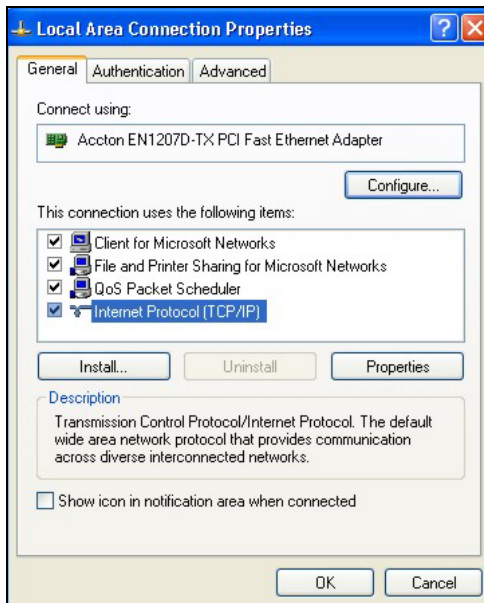 Local Area Connection Properties
General Authentication Advanced
Connect using:
Accton EN1207D-TX PCI Fast Ethernet Adapter
Configure...
This connection uses the following items:
Client for Microsoft Networks
File and Printer Sharing for Microsoft Networks
QoS Packet Scheduler
Internet Protocol (TCP/IP)
Install... Uninstall Properties
Description
Transmission Control Protocol/Internet Protocol. The default
wide area network protocol that provides communication
across diverse interconnected networks.
Show icon in notification area when connected
OK Cancel